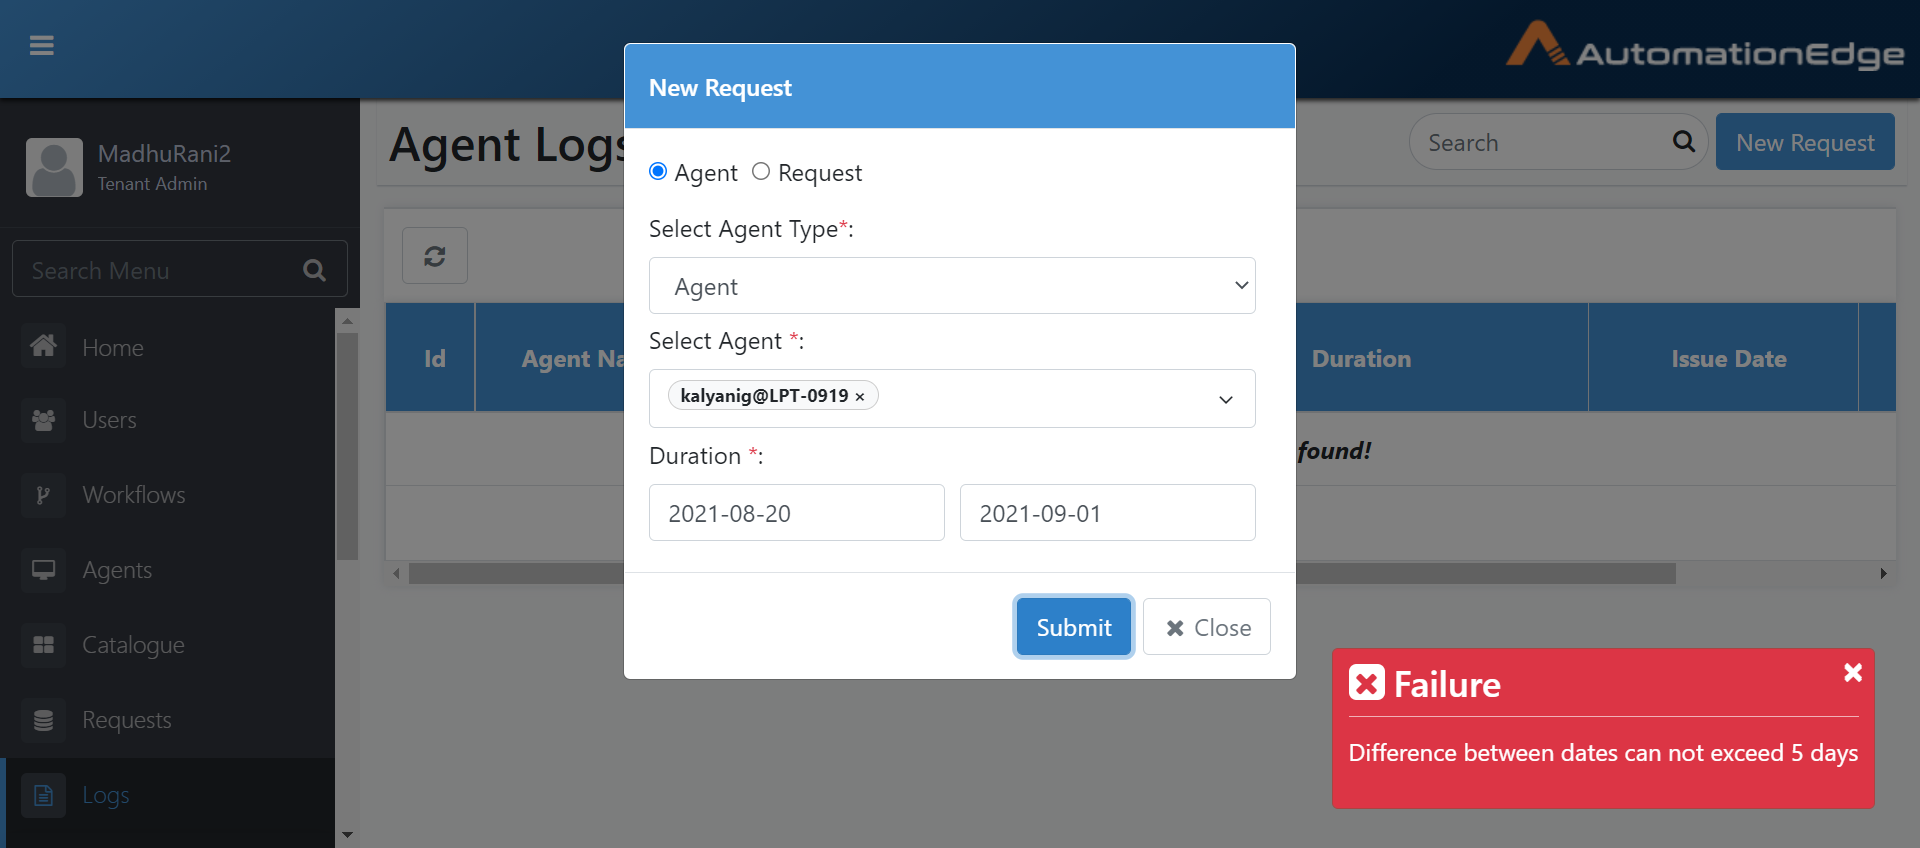 AutomationEdge
MadhuRani2
Tenant Admin
Search Menu
Home
Users
Workflows
Agents
Catalogue
Requests
Logs
Agent Logs
Search
New Request
Id
Agent Na
Duration
Issue Date
found!
New Request
Agent Request
Select Agent Type*:
Agent
Select Agent *:
kalyanig@LPT-0919 ×
Duration *:
2021-08-20 2021-09-01
Submit Close
Failure
Difference between dates can not exceed 5 days